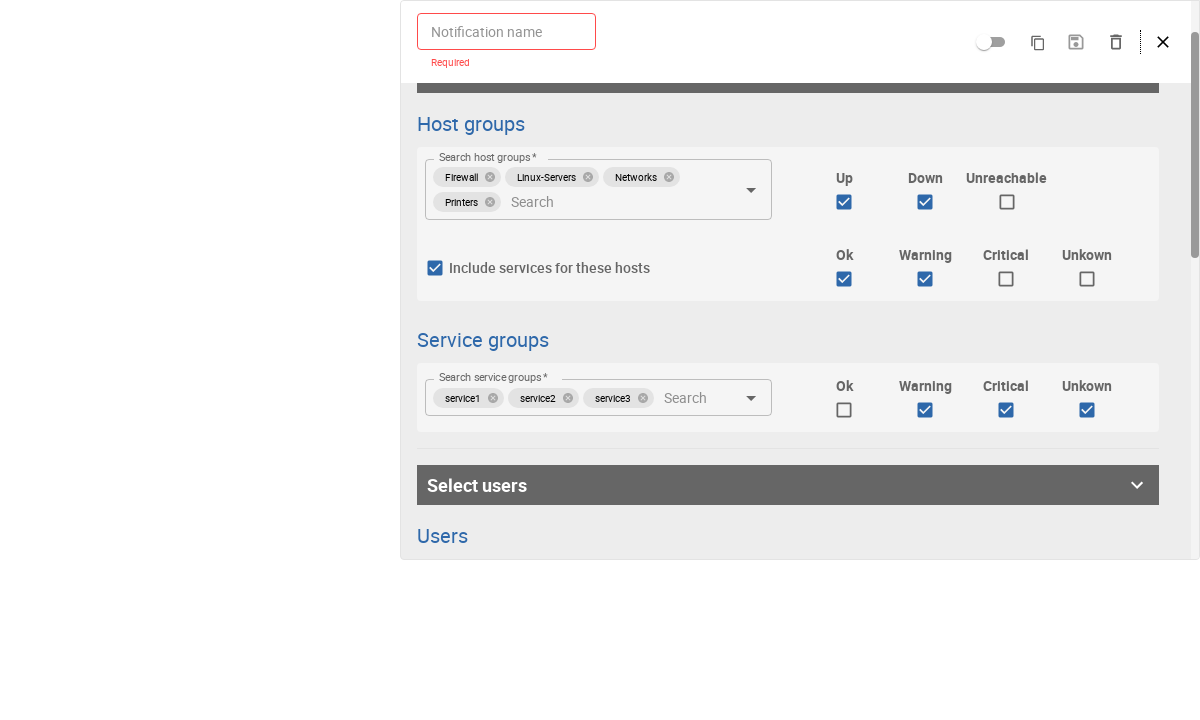 Notification name
Required
Host groups
Search host groups *
Firewall
Linux-Servers
Networks
Printers
Search
Up
Down
Unreachable
Include services for these hosts
Ok
Warning
Critical
Unkown
Service groups
Search service groups *
service1
service2
service3
Search
Ok
Warning
Critical
Unkown
Select users
Users